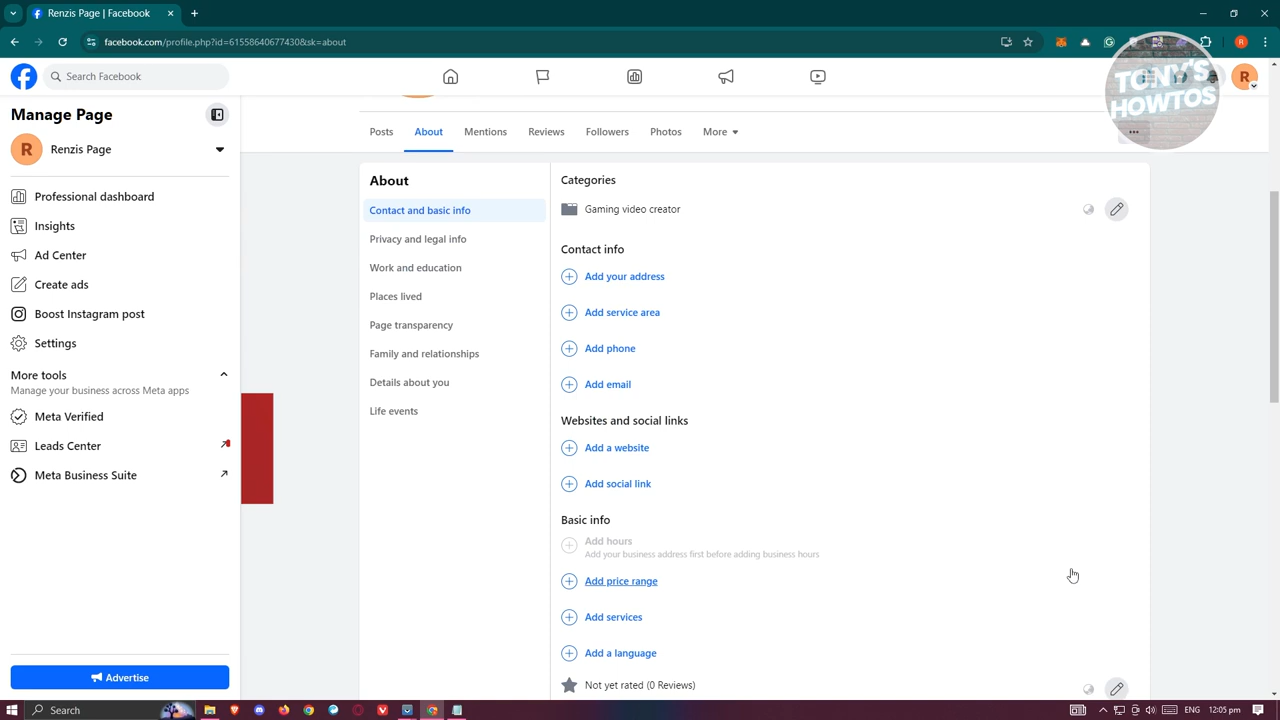 Renzis Page | Facebook
facebook.com/profile.php?id=61558640677430&sk=about
Search Facebook
TONY'S
HOWTOS
R
Manage Page
R
Renzis Page
Professional dashboard
Insights
Ad Center
Create ads
Boost Instagram post
Settings
More tools
Manage your business across Meta apps
Meta Verified
Leads Center
Meta Business Suite
Advertise
Posts
About
Mentions
Reviews
Followers
Photos
More
About
Contact and basic info
Privacy and legal info
Work and education
Places lived
Page transparency
Family and relationships
Details about you
Life events
Categories
Gaming video creator
Contact info
Add your address
Add service area
Add phone
Add email
Websites and social links
Add a website
Add social link
Basic info
Add hours
Add your business address first before adding business hours
Add price range
Add services
Add a language
Not yet rated (0 Reviews)
Search
ENG
12:05 pm